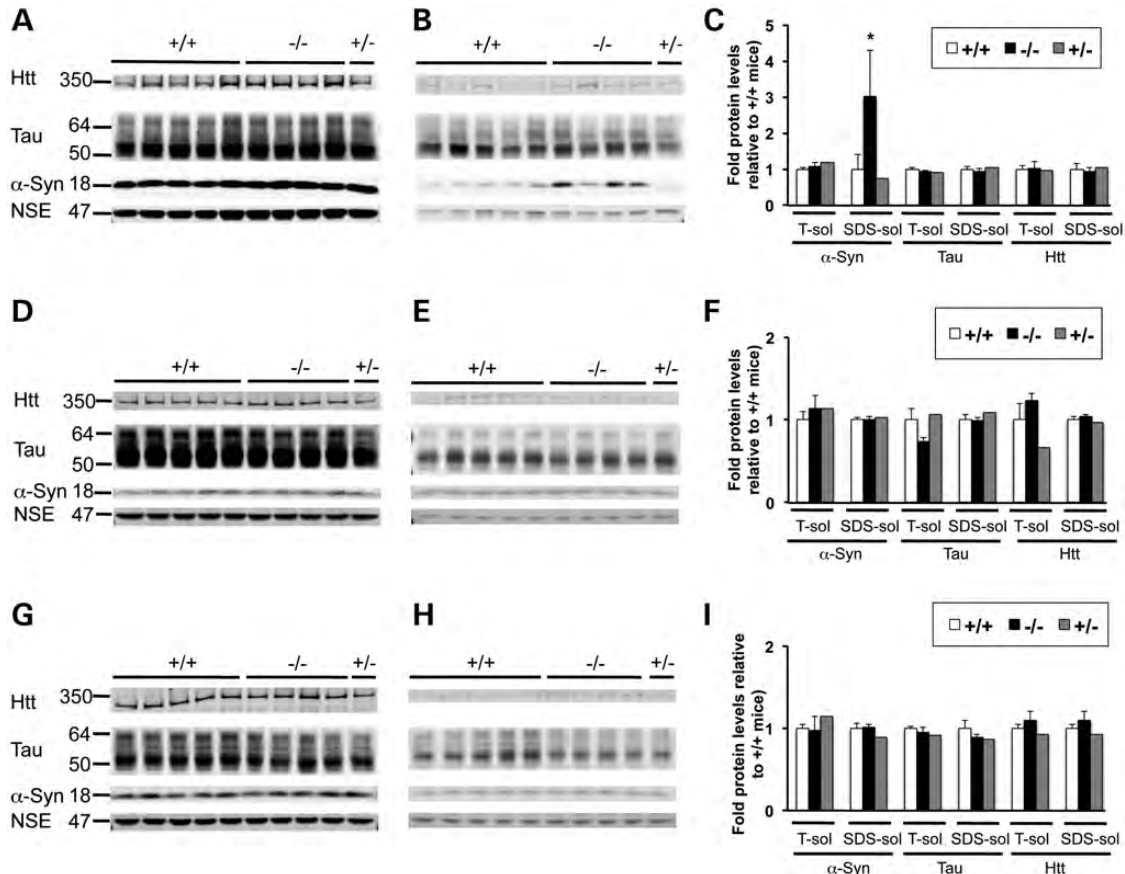 A
+/+ -/- +/-
Htt 350
Tau 64
50
α-Syn 18
NSE 47
B
+/+ -/- +/-
C
Fold protein levels
relative to +/+ mice)
5
4
3
2
1
0
*
+/+ -/- +/-
T-sol SDS-sol T-sol SDS-sol T-sol SDS-sol
α-Syn Tau Htt
D
+/+ -/- +/-
Htt 350
Tau 64
50
α-Syn 18
NSE 47
E
+/+ -/- +/-
F
Fold protein levels
relative to +/+ mice)
2
1
0
+/+ -/- +/-
T-sol SDS-sol T-sol SDS-sol T-sol SDS-sol
α-Syn Tau Htt
G
+/+ -/- +/-
Htt 350
Tau 64
50
α-Syn 18
NSE 47
H
+/+ -/- +/-
I
Fold protein levels relative
to +/+ mice)
2
1
0
+/+ -/- +/-
T-sol SDS-sol T-sol SDS-sol T-sol SDS-sol
α-Syn Tau Htt